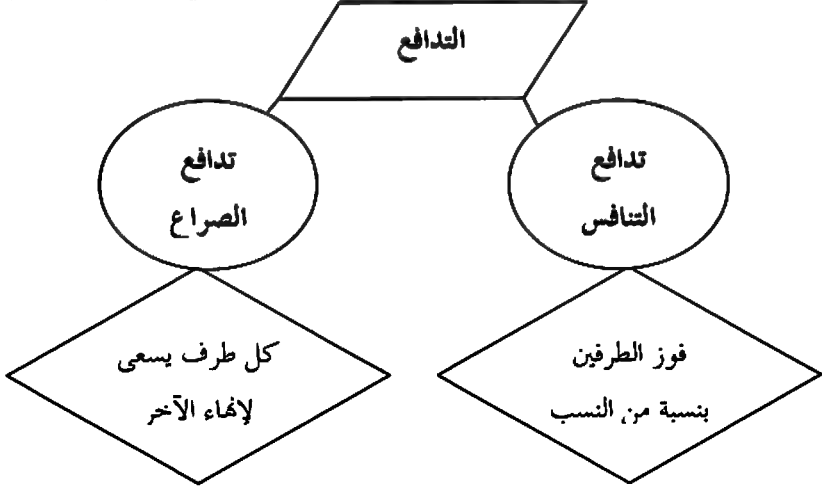 التدافع
تدافع
التنافس
تدافع
الصراع
فوز الطرفين
بنسبة من النسب
كل طرف يسعى
لإنهاء الآخر